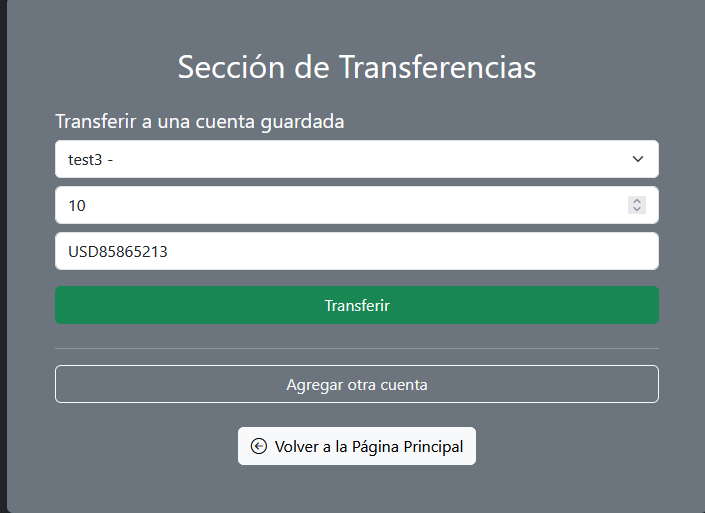 Sección de Transferencias
Transferir a una cuenta guardada
test3 -
10
USD85865213
Transferir
Agregar otra cuenta
Volver a la Página Principal